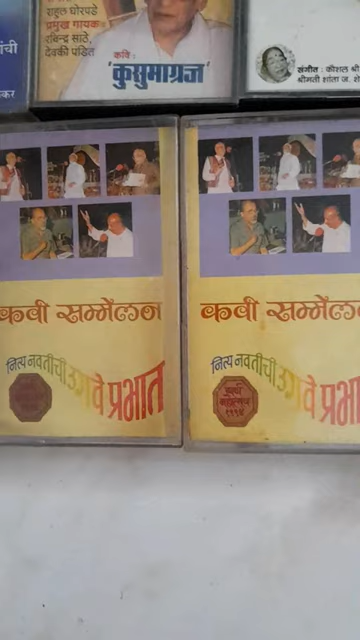 राहुल घोरपडे
प्रमुख गायक :
रविन्द्र साठे,
देवकी पंडित
कवि :
'कुसुमाग्रज'
संगीत : कौशल श्री
श्रीमती शांता ज. शे
कवी सम्मेलन
नित्य नवतीची उगवे प्रभात
कवी सम्मेलन
नित्य नवतीची उगवे प्रभा